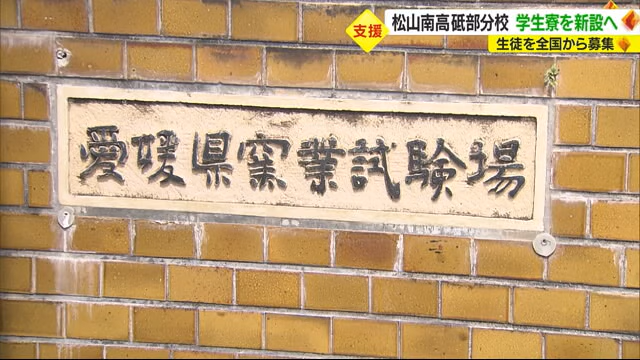 支援
松山南高砥部分校 学生寮を新設へ
生徒を全国から募集
愛媛県窯業試験場